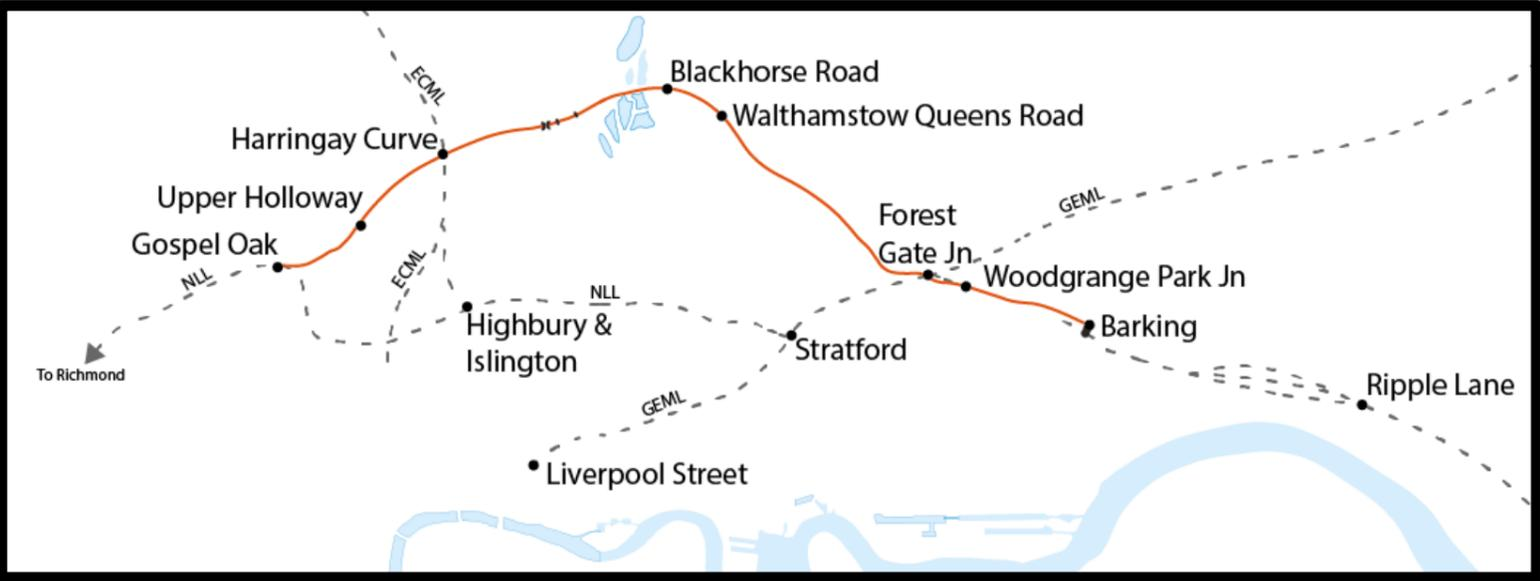 Blackhorse Road
ECML
Walthamstow Queens Road
Harringay Curve
Upper Holloway
GEML
Forest
Gate Jn
Gospel Oak
NLL
ECML
Woodgrange Park Jn
NLL
Highbury &
Islington
Barking
Stratford
To Richmond
Ripple Lane
GEML
Liverpool Street